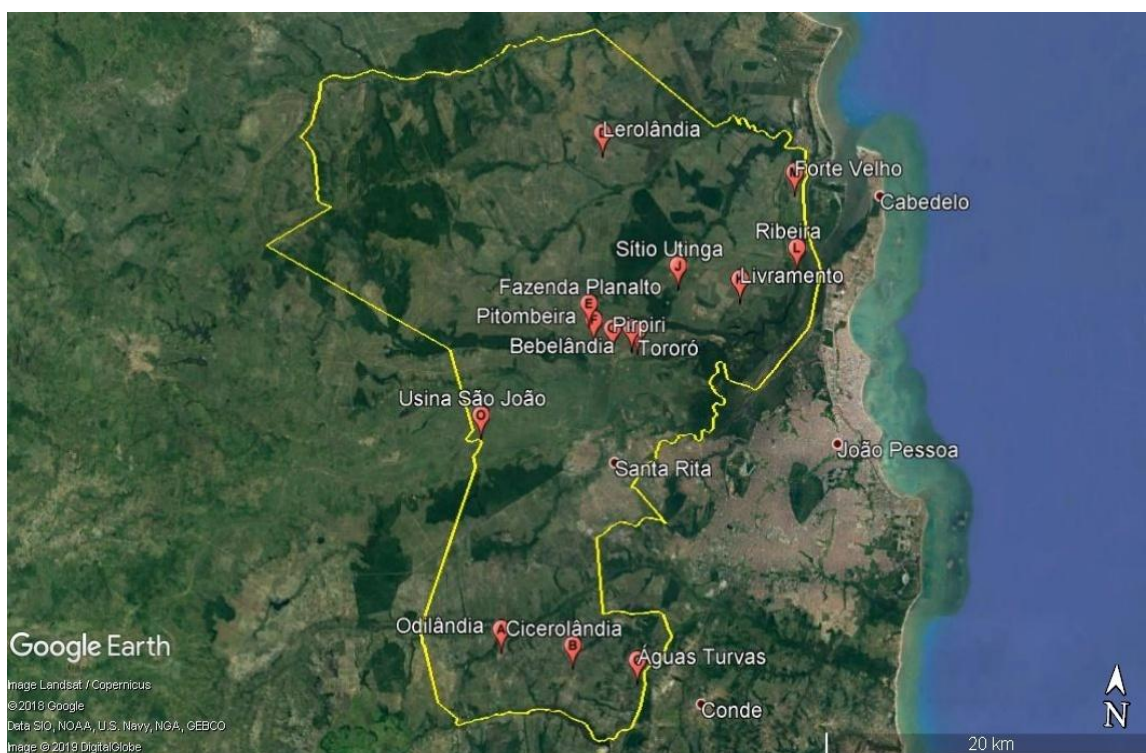 Lerolândia
N
Forte Velho
Cabedelo
Ribeira
L
Sítio Utinga
J
Livramento
Fazenda Planalto
E
Pitombeira
F
Pirpiri
Bebelândia
Tororó
Usina São João
O
João Pessoa
Santa Rita
Odilândia
A
Cicerolândia
B
Águas Turvas
Conde
Google Earth
Image Landsat / Copernicus
©2018 Google
Data SIO, NOAA, U.S. Navy, NGA, GEBCO
Image © 2019 DigitalGlobe
N
20 km